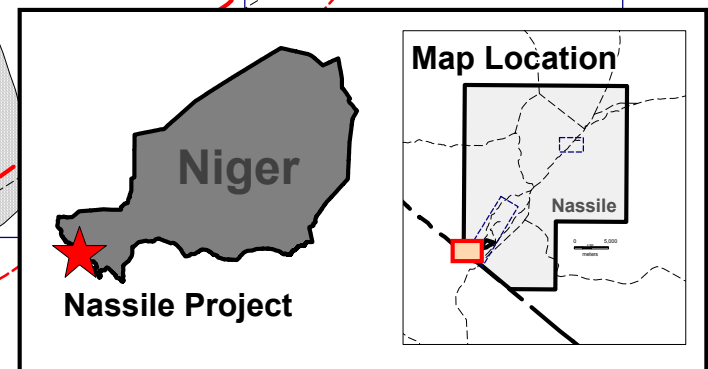 Map Location
Niger
Nassile
0 5,000
meters
Nassile Project